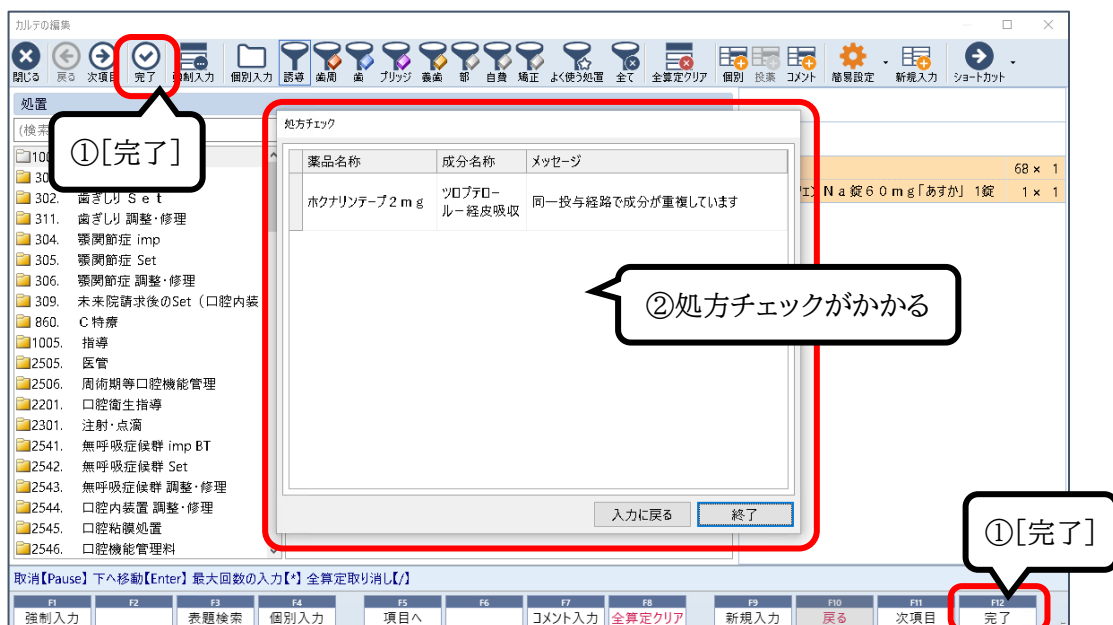 カルテの編集
閉じる 戻る 次項目 完了 強制入力 個別入力 誘導 歯周 歯 ブリッジ 義歯 部 自費 矯正 よく使う処置 全て 全算定クリア 個別 投薬 コメント 簡易設定 新規入力 ショートカット
処置
(検索
①[完了]
302. 歯ぎしり Set
311. 歯ぎしり 調整・修理
304. 顎関節症 imp
305. 顎関節症 Set
306. 顎関節症 調整・修理
309. 未来院請求後のSet（口腔内装
860. C特療
1005. 指導
2505. 医管
2506. 周術期等口腔機能管理
2201. 口腔衛生指導
2301. 注射・点滴
2541. 無呼吸症候群 imp BT
2542. 無呼吸症候群 Set
2543. 無呼吸症候群 調整・修理
2544. 口腔内装置 調整・修理
2545. 口腔粘膜処置
2546. 口腔機能管理料
処方チェック
薬品名称 成分名称 メッセージ
ホクナリンテープ2mg ツロブテロールー経皮吸収 同一投与経路で成分が重複しています
②処方チェックがかかる
入力に戻る 終了
68× 1
Na錠60mg「あすか」 1錠 1× 1
①[完了]
取消【Pause】 下へ移動【Enter】 最大回数の入力【*】 全算定取り消し【/】
F1 F2 F3 F4 F5 F6 F7 F8 F9 F10 F11 F12
強制入力 表題検索 個別入力 項目へ コメント入力 全算定クリア 新規入力 戻る 次項目 完了